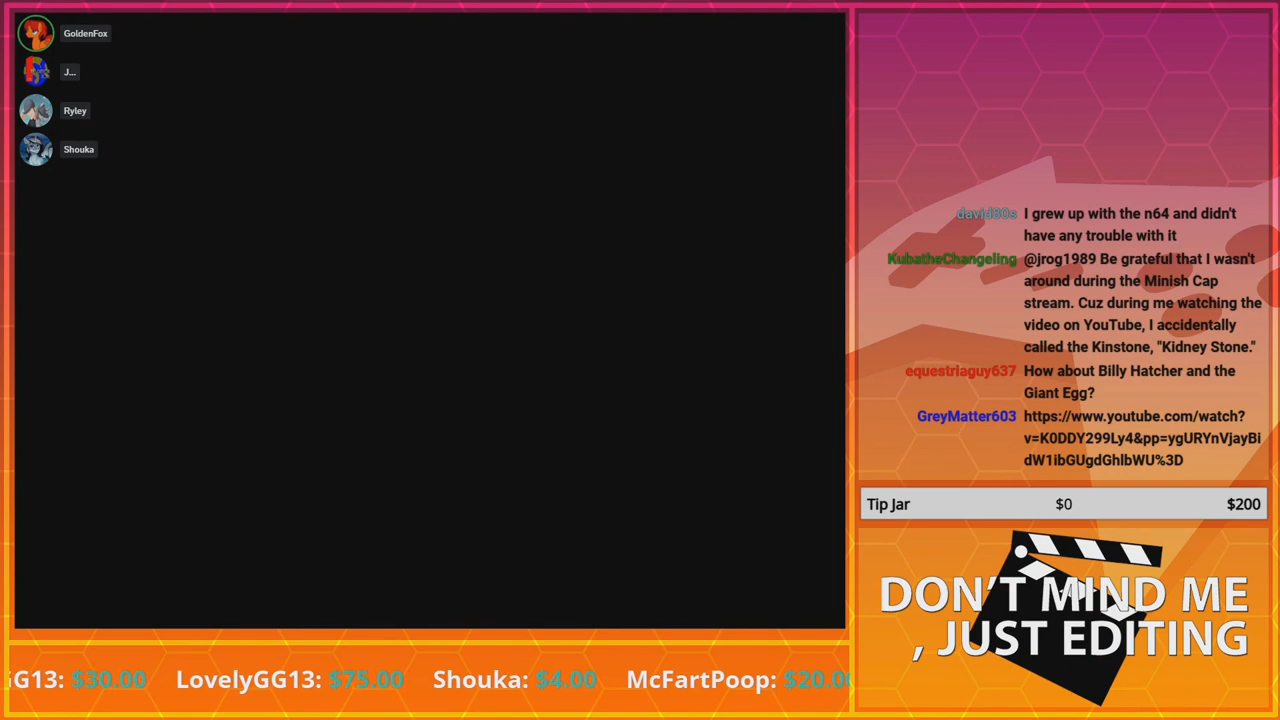 GoldenFox
J...
Ryley
Shouka
david80s I grew up with the n64 and didn't
have any trouble with it
KubatheChangeling @jrog1989 Be grateful that I wasn't
around during the Minish Cap
stream. Cuz during me watching the
video on YouTube, I accidentally
called the Kinstone, "Kidney Stone."
equestriaguy637 How about Billy Hatcher and the
Giant Egg?
GreyMatter603 https://www.youtube.com/watch?
v=K0DDY299Ly4&pp=ygURYnVjayBi
dW1ibGUgdGhlbWU%3D
Tip Jar $0 $200
DON'T MIND ME
, JUST EDITING
GG13: $30.00 LovelyGG13: $75.00 Shouka: $4.00 McFartPoop: $20.00